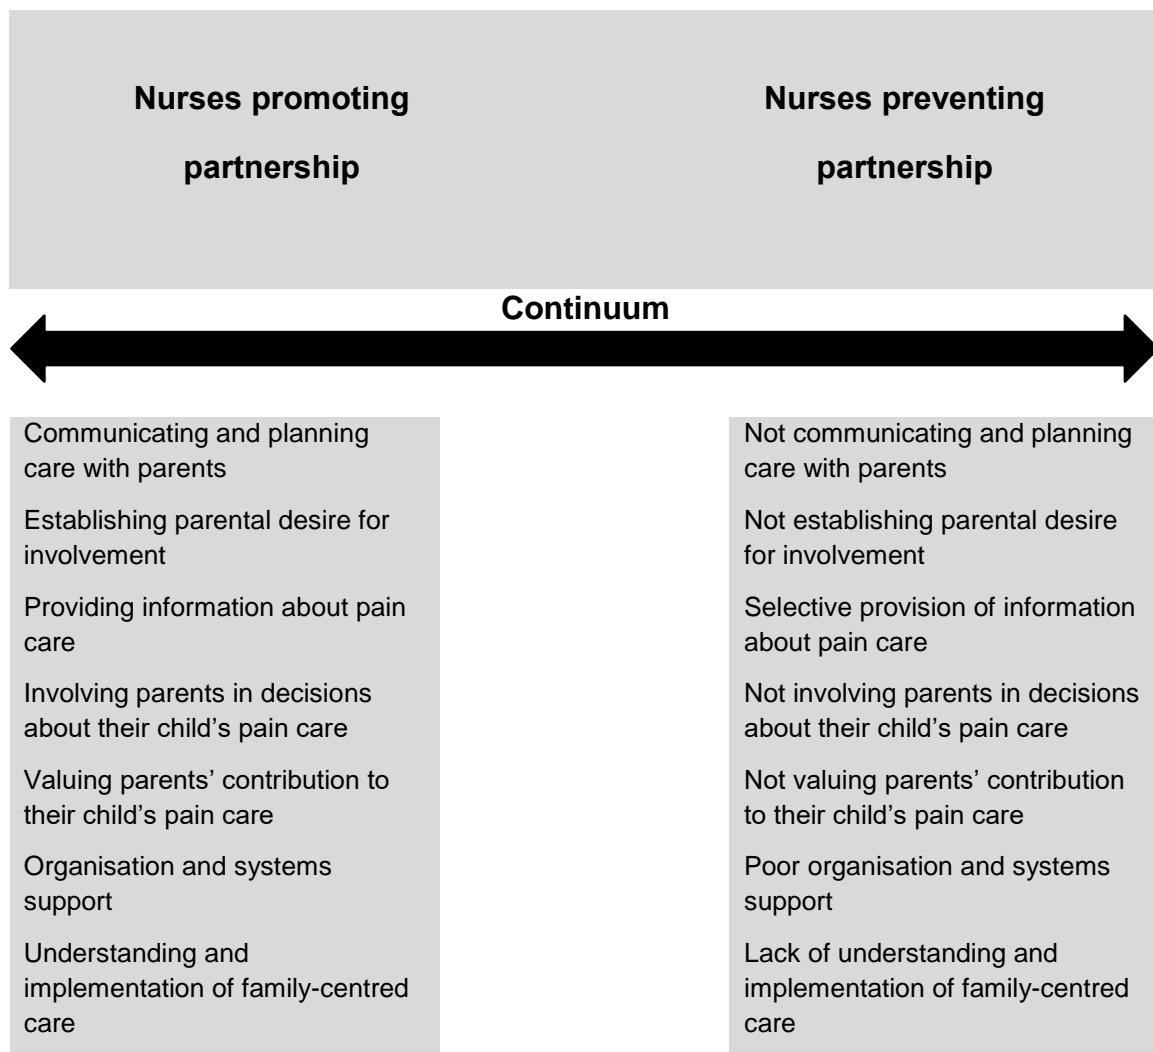 Nurses promoting
partnership
Nurses preventing
partnership
Continuum
Communicating and planning
care with parents
Establishing parental desire for
involvement
Providing information about pain
care
Involving parents in decisions
about their child’s pain care
Valuing parents’ contribution to
their child’s pain care
Organisation and systems
support
Understanding and
implementation of family-centred
care
Not communicating and planning
care with parents
Not establishing parental desire
for involvement
Selective provision of information
about pain care
Not involving parents in decisions
about their child’s pain care
Not valuing parents’ contribution
to their child’s pain care
Poor organisation and systems
support
Lack of understanding and
implementation of family-centred
care